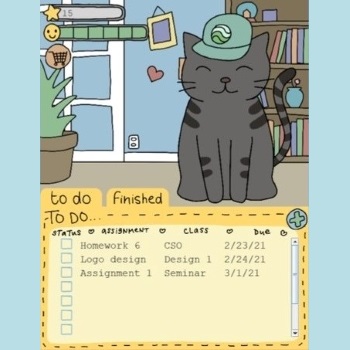 15
to do finished
TO DO...
STATUS ASSIGNMENT CLASS DUE
Homework 6 CSO 2/23/21
Logo design Design 1 2/24/21
Assignment 1 Seminar 3/1/21